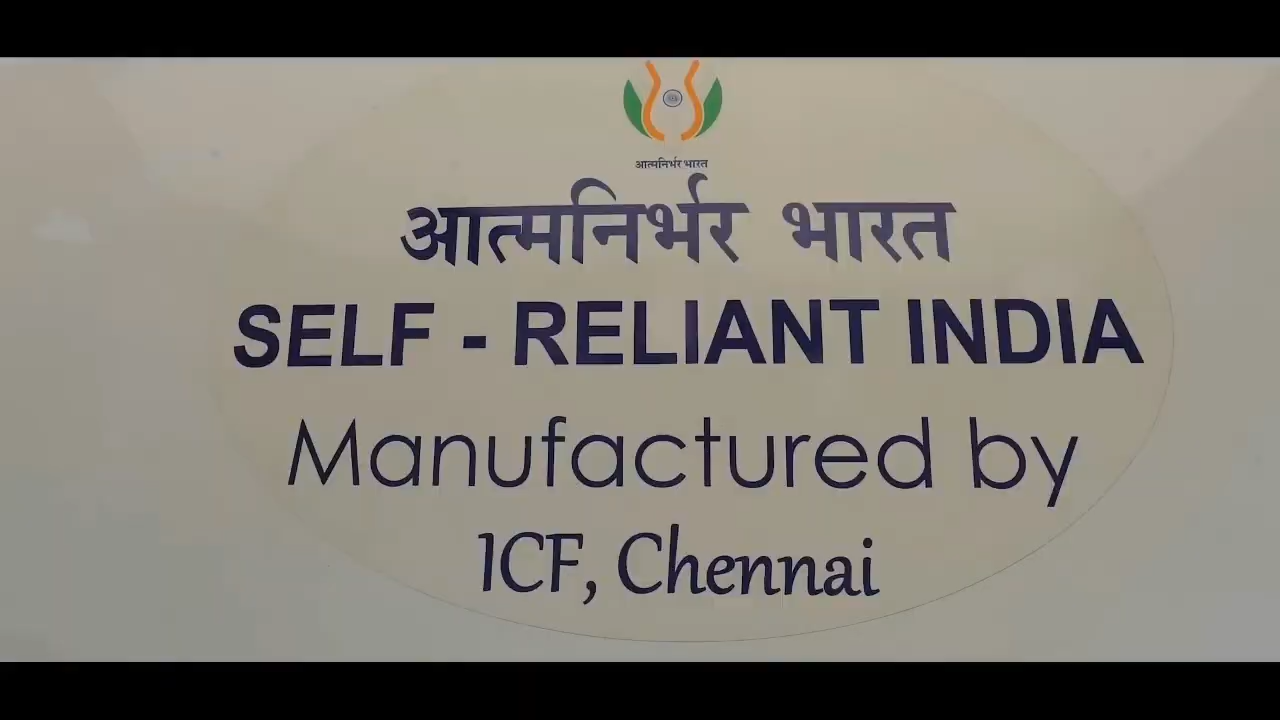 आत्मनिर्भर भारत
आत्मनिर्भर भारत
SELF - RELIANT INDIA
Manufactured by
ICF, Chennai